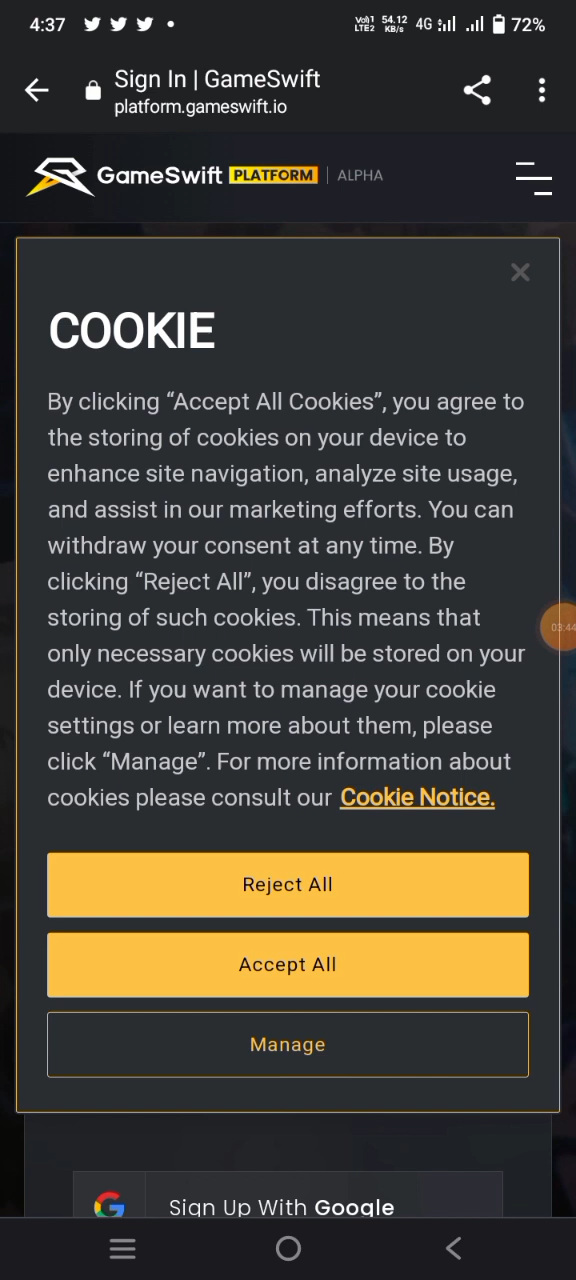 4:37
Vo))1 LTE2 54.12 KB/s 4G 72%
Sign In | GameSwift
platform.gameswift.io
GameSwift PLATFORM | ALPHA
COOKIE
By clicking “Accept All Cookies”, you agree to
the storing of cookies on your device to
enhance site navigation, analyze site usage,
and assist in our marketing efforts. You can
withdraw your consent at any time. By
clicking “Reject All”, you disagree to the
storing of such cookies. This means that
only necessary cookies will be stored on your
device. If you want to manage your cookie
settings or learn more about them, please
click “Manage”. For more information about
cookies please consult our Cookie Notice.
03:44
Reject All
Accept All
Manage
Sign Up With Google